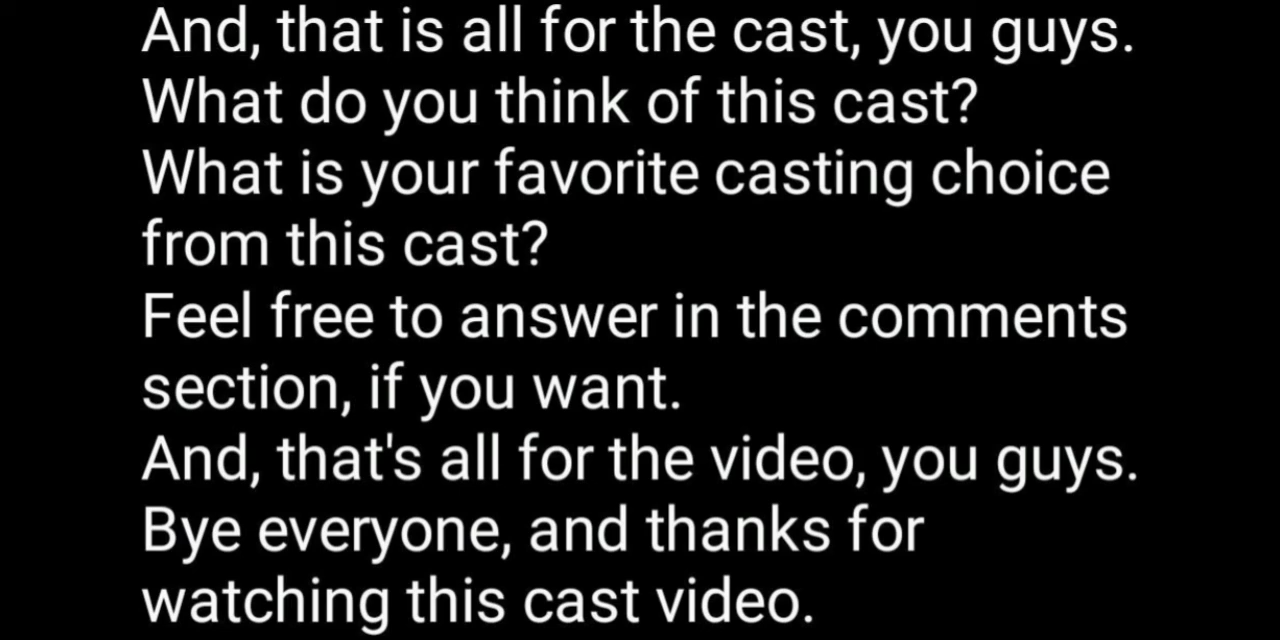 And, that is all for the cast, you guys.
What do you think of this cast?
What is your favorite casting choice
from this cast?
Feel free to answer in the comments
section, if you want.
And, that's all for the video, you guys.
Bye everyone, and thanks for
watching this cast video.